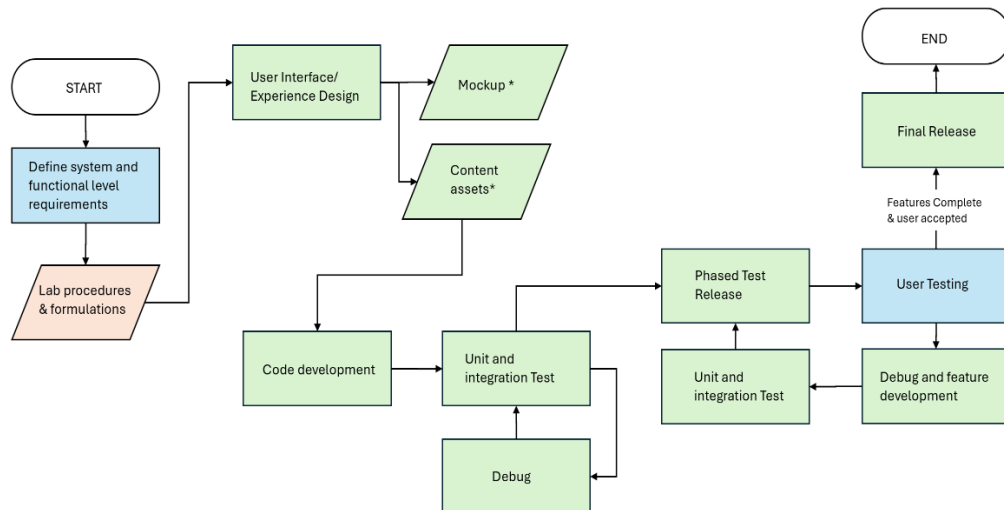 START
Define system and
functional level
requirements
Lab procedures
& formulations
User Interface/
Experience Design
Mockup *
Content
assets*
Code development
Unit and
integration Test
Debug
Phased Test
Release
Unit and
integration Test
User Testing
Debug and feature
development
Features Complete
& user accepted
Final Release
END